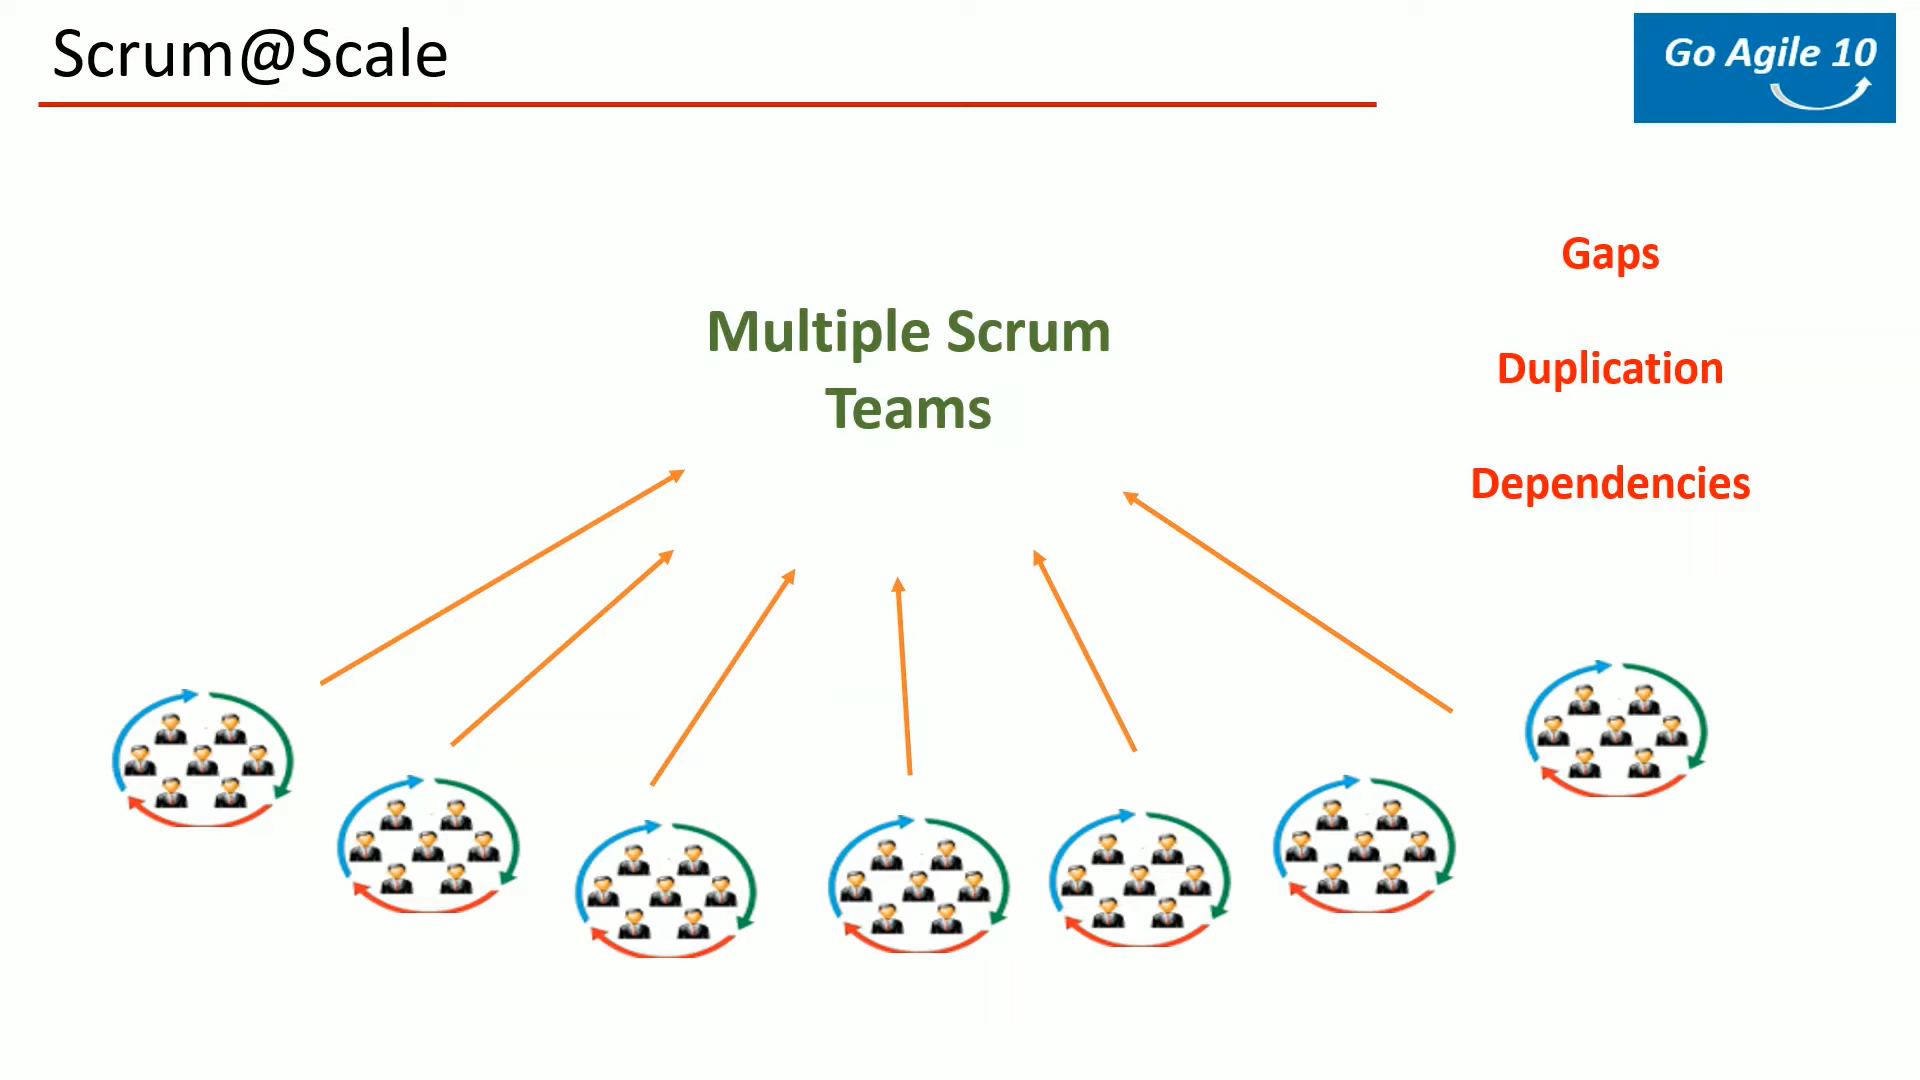 Scrum@Scale
Go Agile 10
Gaps
Multiple Scrum
Teams
Duplication
Dependencies